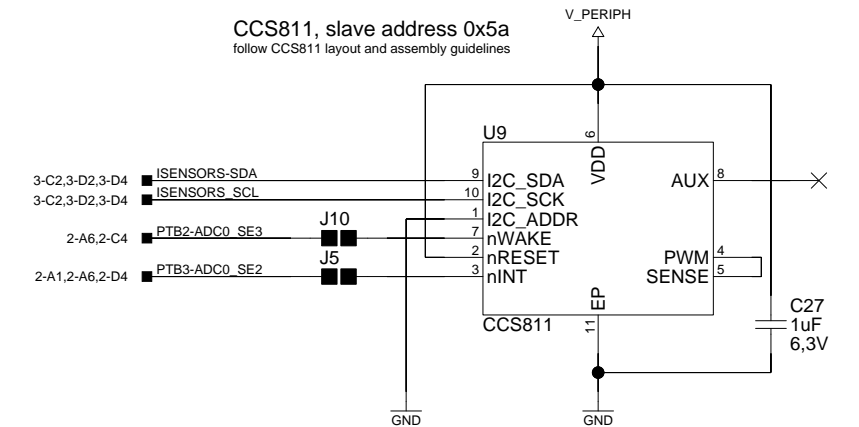 V_PERIPH
CCS811, slave address 0x5a
follow CCS811 layout and assembly guidelines
U9
6
VDD
3-C2,3-D2,3-D4 ISENSORS-SDA 9 I2C_SDA AUX 8
3-C2,3-D2,3-D4 ISENSORS_SCL 10 I2C_SCK
1 I2C_ADDR
J10
2-A6,2-C4 PTB2-ADC0_SE3 7 nWAKE
2 nRESET PWM 4
J5
2-A1,2-A6,2-D4 PTB3-ADC0_SE2 3 nINT SENSE 5
EP
11
CCS811
C27
1uF
6,3V
GND
GND